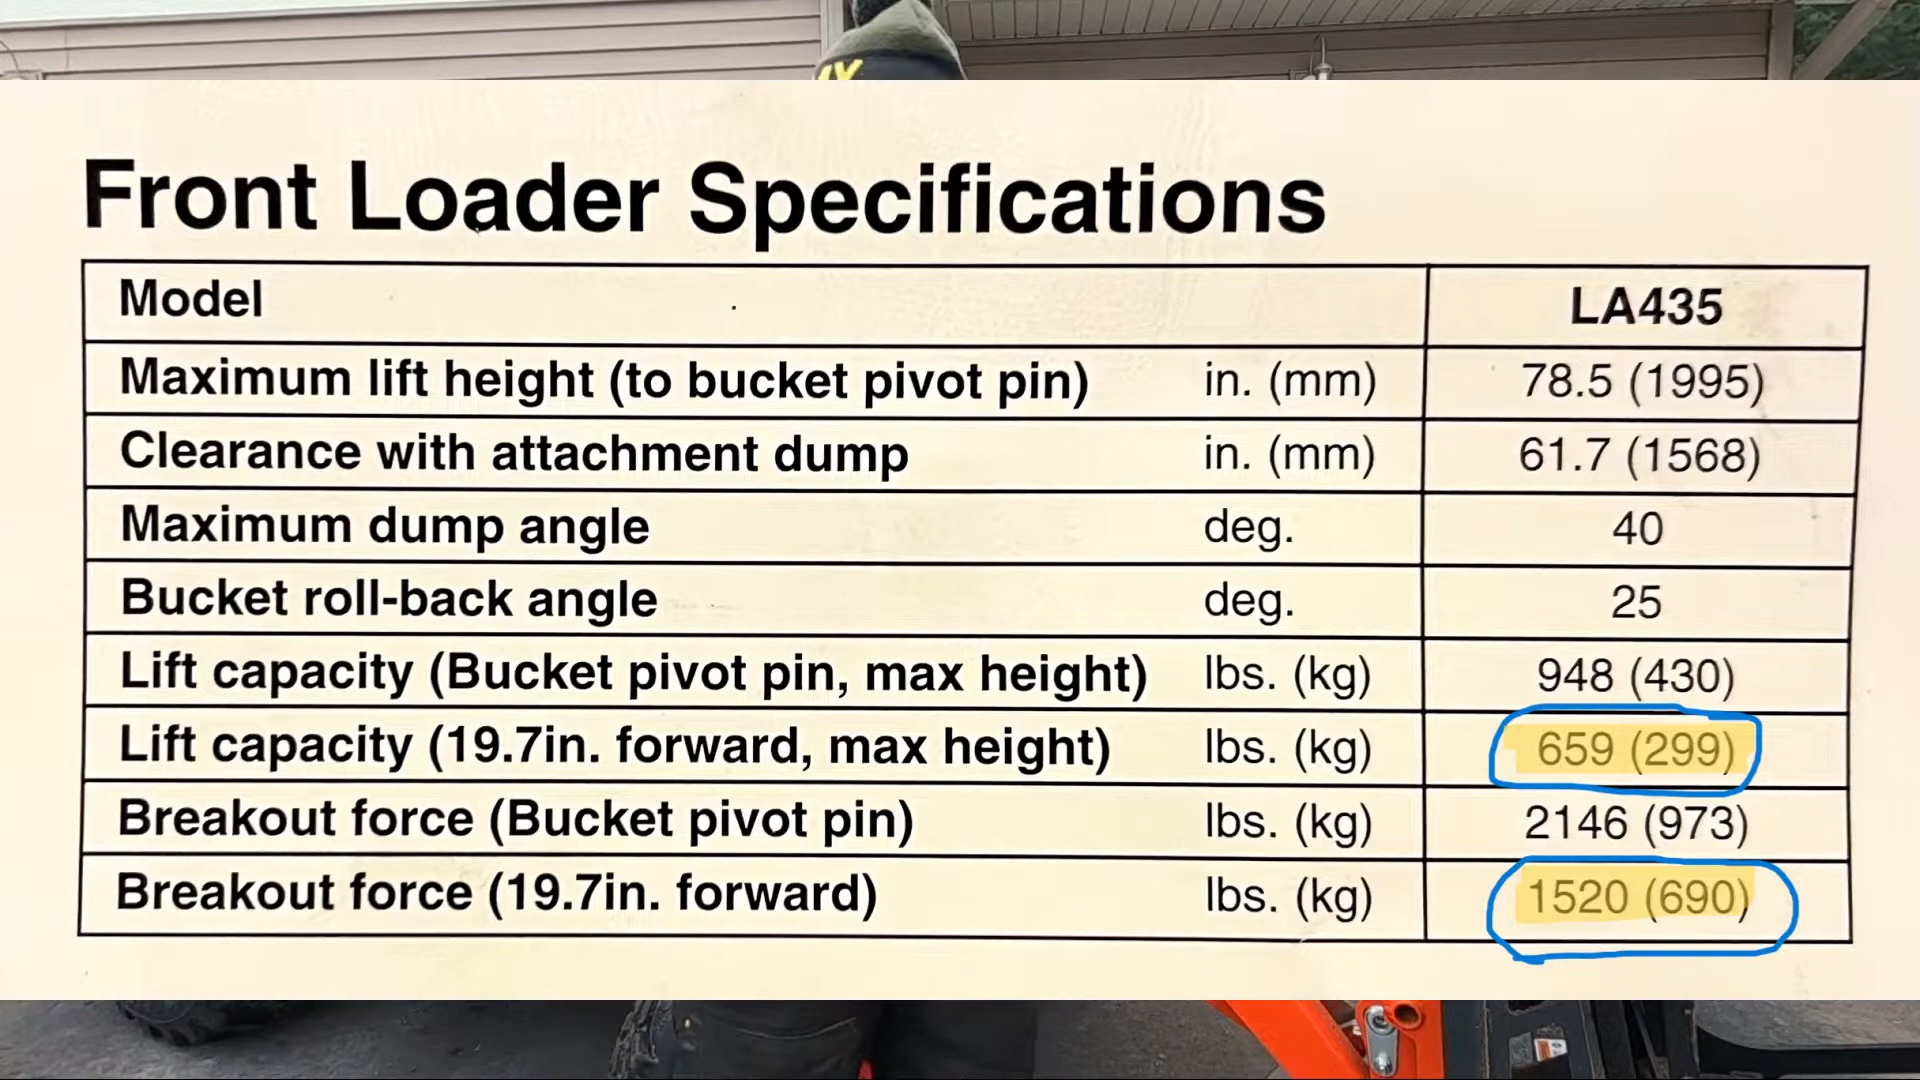 Front Loader Specifications
Model LA435
Maximum lift height (to bucket pivot pin) in. (mm) 78.5 (1995)
Clearance with attachment dump in. (mm) 61.7 (1568)
Maximum dump angle deg. 40
Bucket roll-back angle deg. 25
Lift capacity (Bucket pivot pin, max height) lbs. (kg) 948 (430)
Lift capacity (19.7in. forward, max height) lbs. (kg) 659 (299)
Breakout force (Bucket pivot pin) lbs. (kg) 2146 (973)
Breakout force (19.7in. forward) lbs. (kg) 1520 (690)